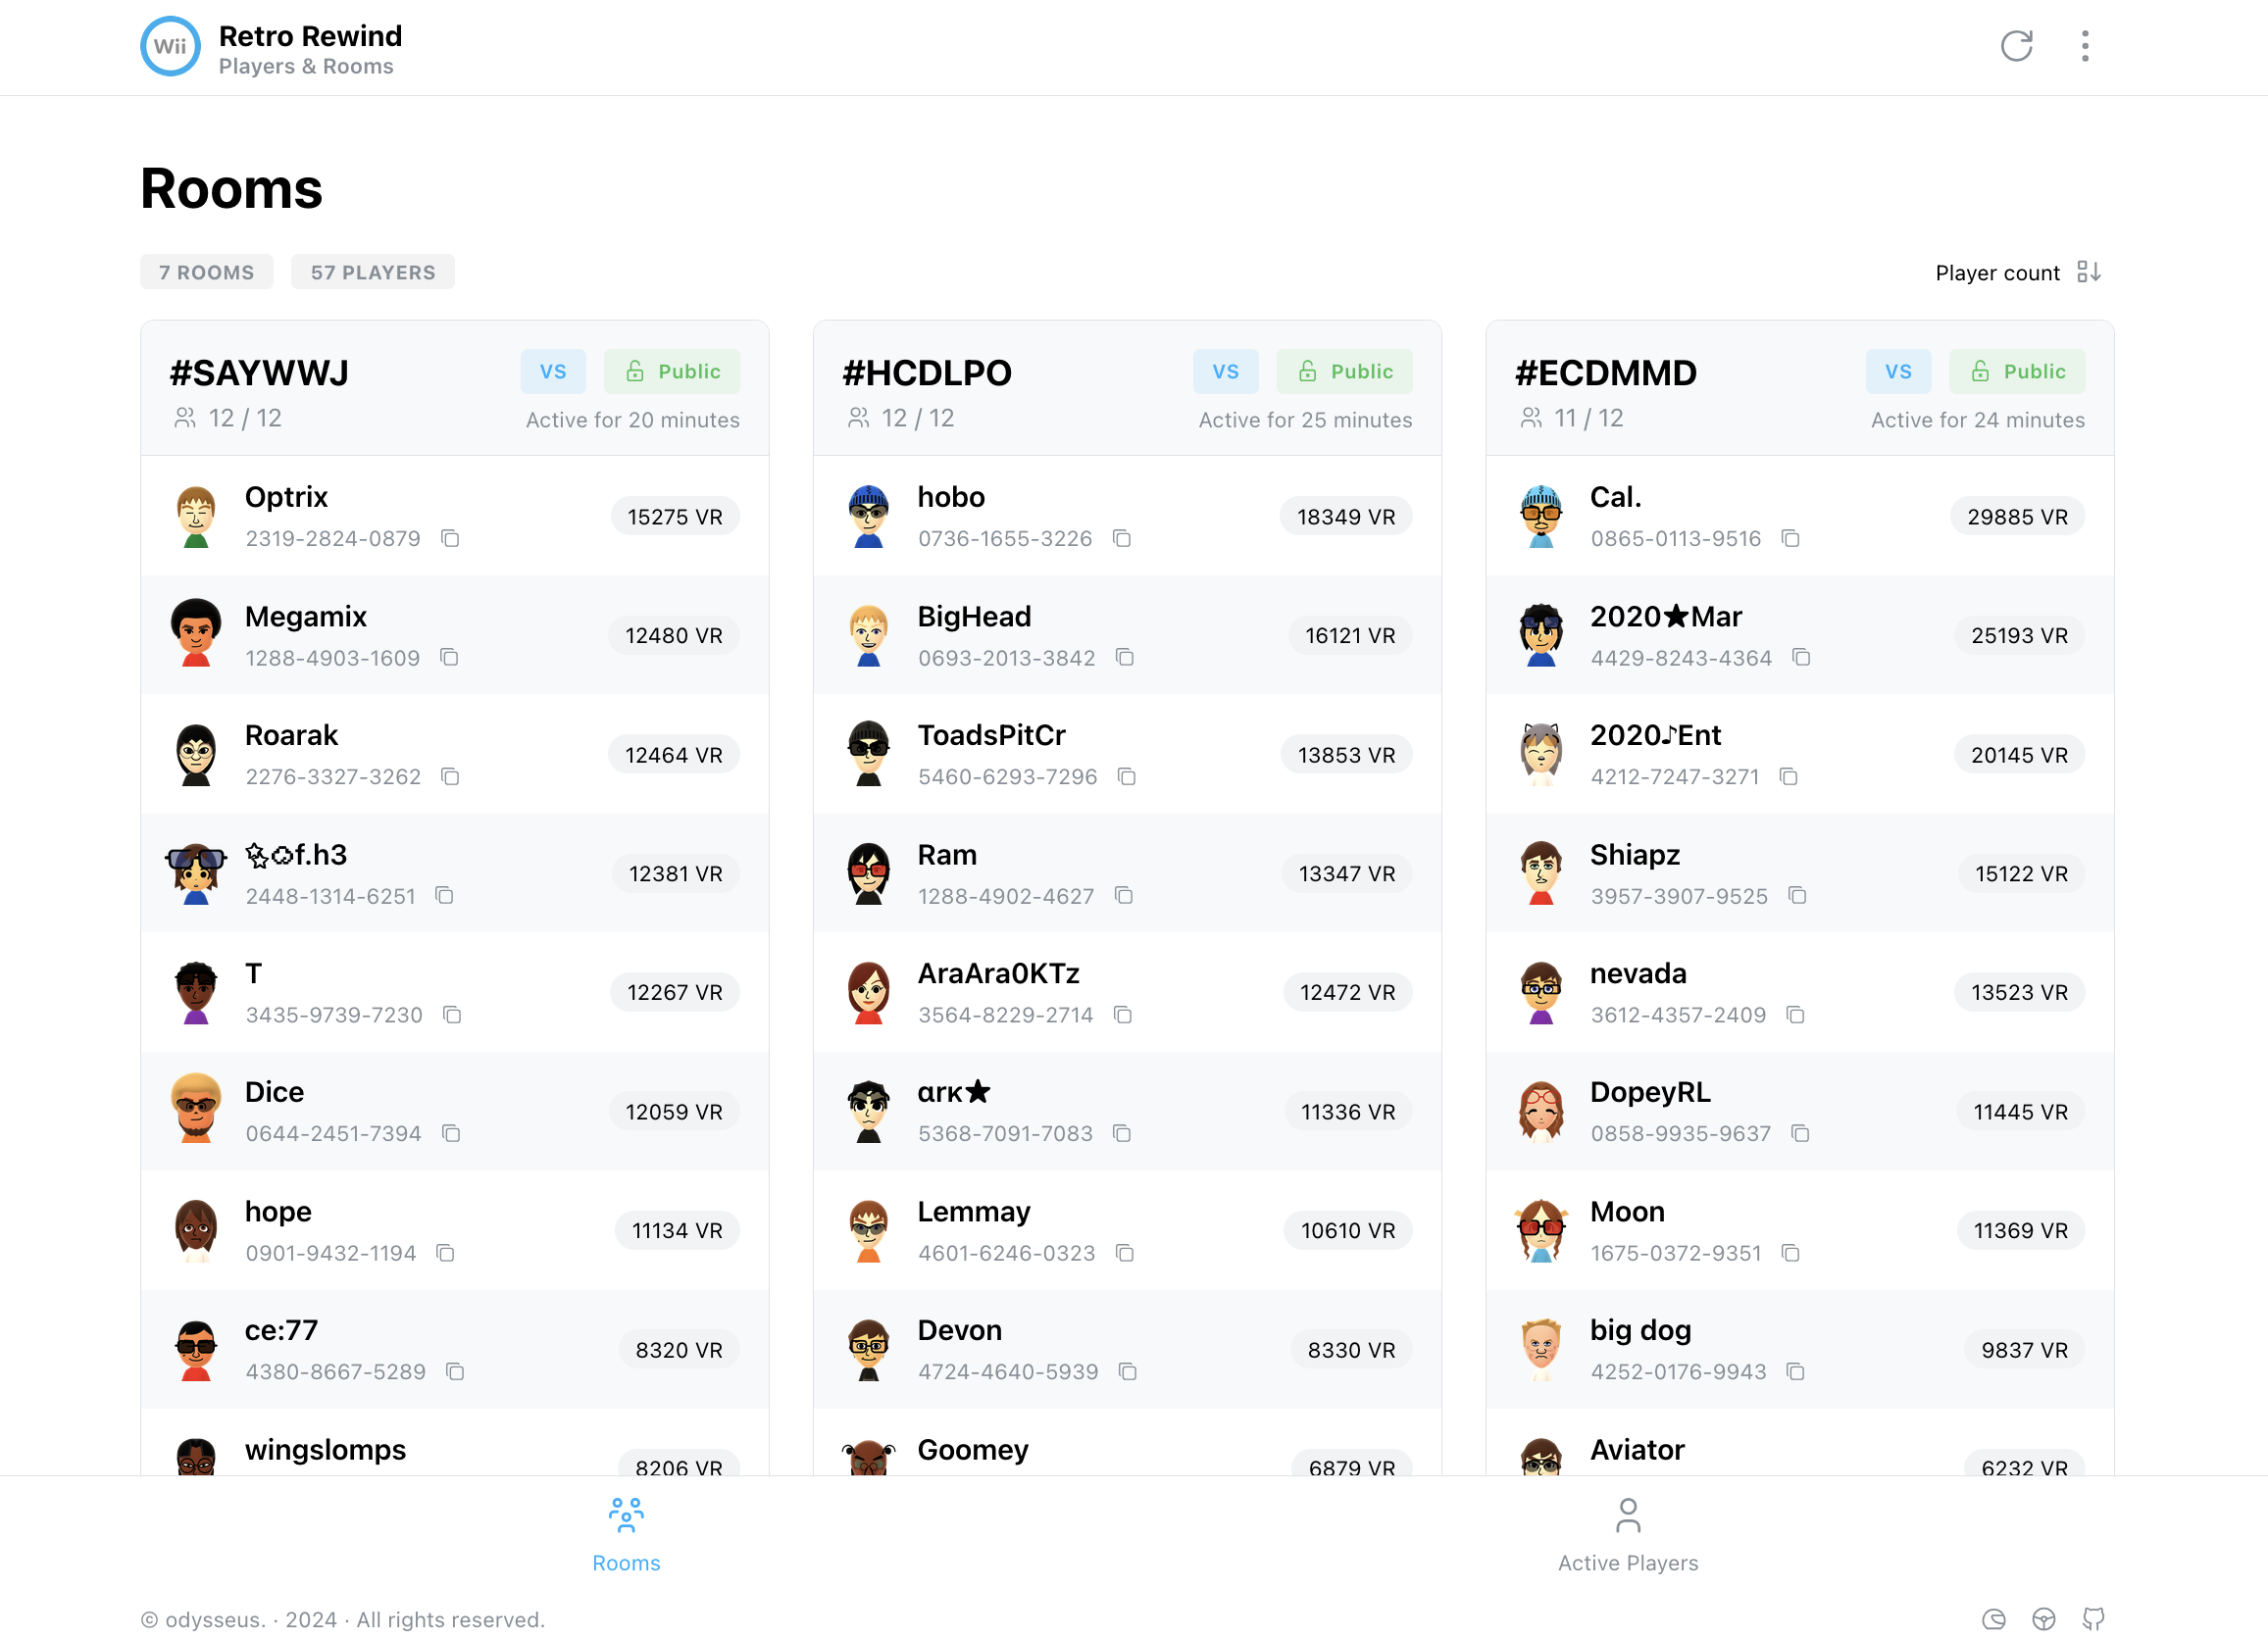 Wii
Retro Rewind
Players & Rooms
Rooms
7 ROOMS
57 PLAYERS
Player count
#SAYWWJ
VS
Public
12 / 12
Active for 20 minutes
Optrix
2319-2824-0879
15275 VR
Megamix
1288-4903-1609
12480 VR
Roarak
2276-3327-3262
12464 VR
f.h3
2448-1314-6251
12381 VR
T
3435-9739-7230
12267 VR
Dice
0644-2451-7394
12059 VR
hope
0901-9432-1194
11134 VR
ce:77
4380-8667-5289
8320 VR
wingslomps
8206 VR
#HCDLPO
VS
Public
12 / 12
Active for 25 minutes
hobo
0736-1655-3226
18349 VR
BigHead
0693-2013-3842
16121 VR
ToadsPitCr
5460-6293-7296
13853 VR
Ram
1288-4902-4627
13347 VR
AraAra0KTz
3564-8229-2714
12472 VR
αrκ★
5368-7091-7083
11336 VR
Lemmay
4601-6246-0323
10610 VR
Devon
4724-4640-5939
8330 VR
Goomey
6879 VR
#ECDMMD
VS
Public
11 / 12
Active for 24 minutes
Cal.
0865-0113-9516
29885 VR
2020★Mar
4429-8243-4364
25193 VR
2020♪Ent
4212-7247-3271
20145 VR
Shiapz
3957-3907-9525
15122 VR
nevada
3612-4357-2409
13523 VR
DopeyRL
0858-9935-9637
11445 VR
Moon
1675-0372-9351
11369 VR
big dog
4252-0176-9943
9837 VR
Aviator
6232 VR
Rooms
Active Players
© odysseus. · 2024 · All rights reserved.